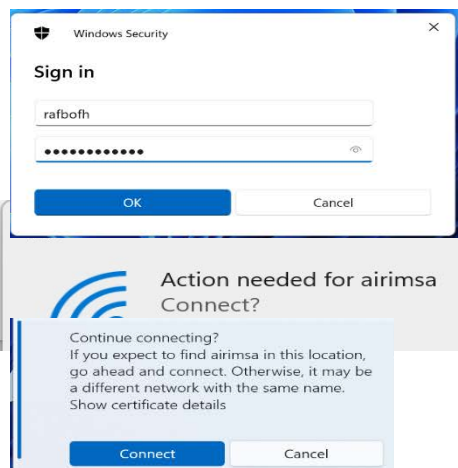 Windows Security
Sign in
rafbofh
••••••••••••
OK Cancel
Action needed for airimsa
Connect?
Continue connecting?
If you expect to find airimsa in this location,
go ahead and connect. Otherwise, it may be
a different network with the same name.
Show certificate details
Connect Cancel